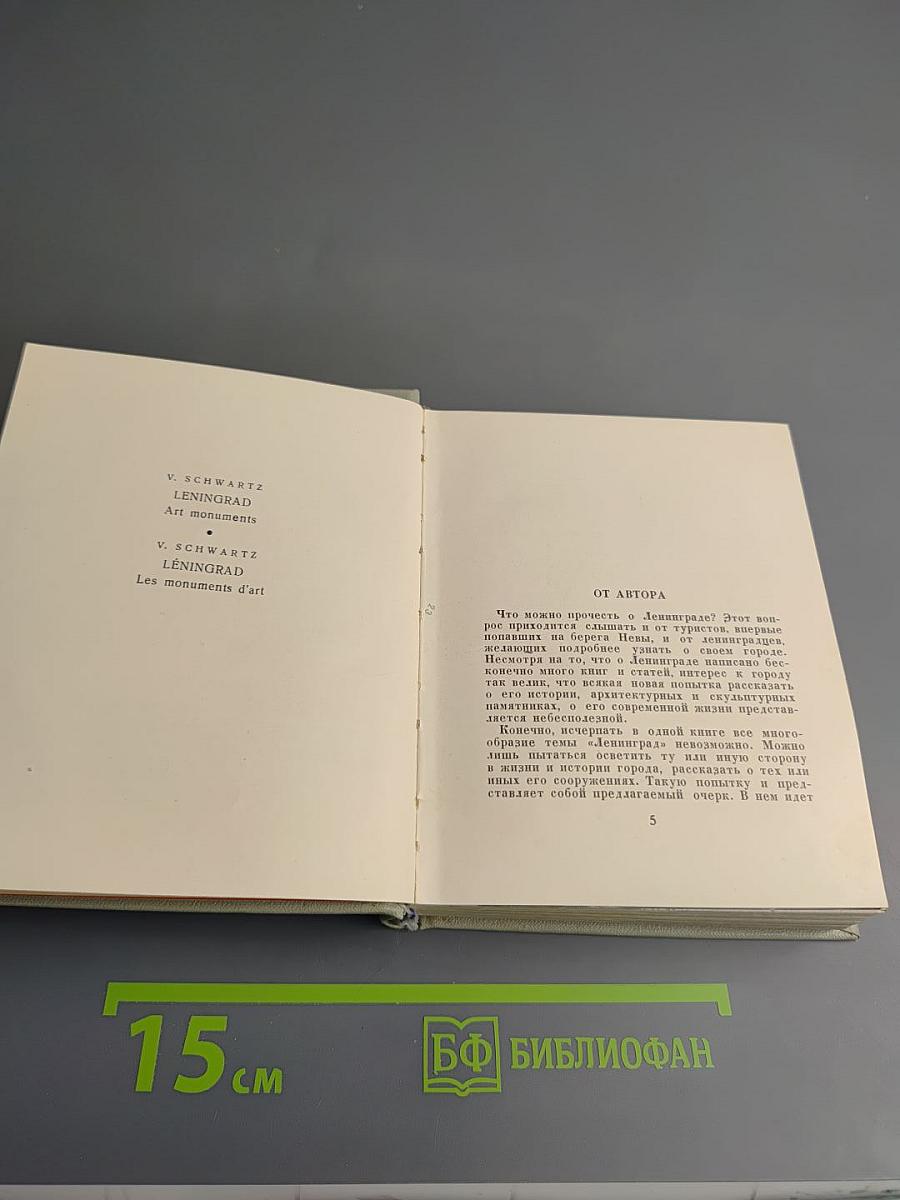 V. SCHWARTZ
LENINGRAD
Art monuments
•
V. SCHWARTZ
LÉNINGRAD
Les monuments d'art
ОТ АВТОРА
Что можно прочесть о Ленинграде? Этот воп-
рос приходится слышать и от туристов, впервые
попавших на берега Невы, и от ленинградцев,
желающих подробнее узнать о своем городе.
Несмотря на то, что о Ленинграде написано бес-
конечно много книг и статей, интерес к городу
так велик, что всякая новая попытка рассказать
о его истории, архитектурных и скульптурных
памятниках, о его современной жизни представ-
ляется небесполезной.
Конечно, исчерпать в одной книге все много-
образие темы «Ленинград» невозможно. Можно
лишь пытаться осветить ту или иную сторону
в жизни и истории города, рассказать о тех или
иных его сооружениях. Такую попытку и пред-
ставляет собой предлагаемый очерк. В нем идет
5
15 см
БФ БИБЛИОФАН